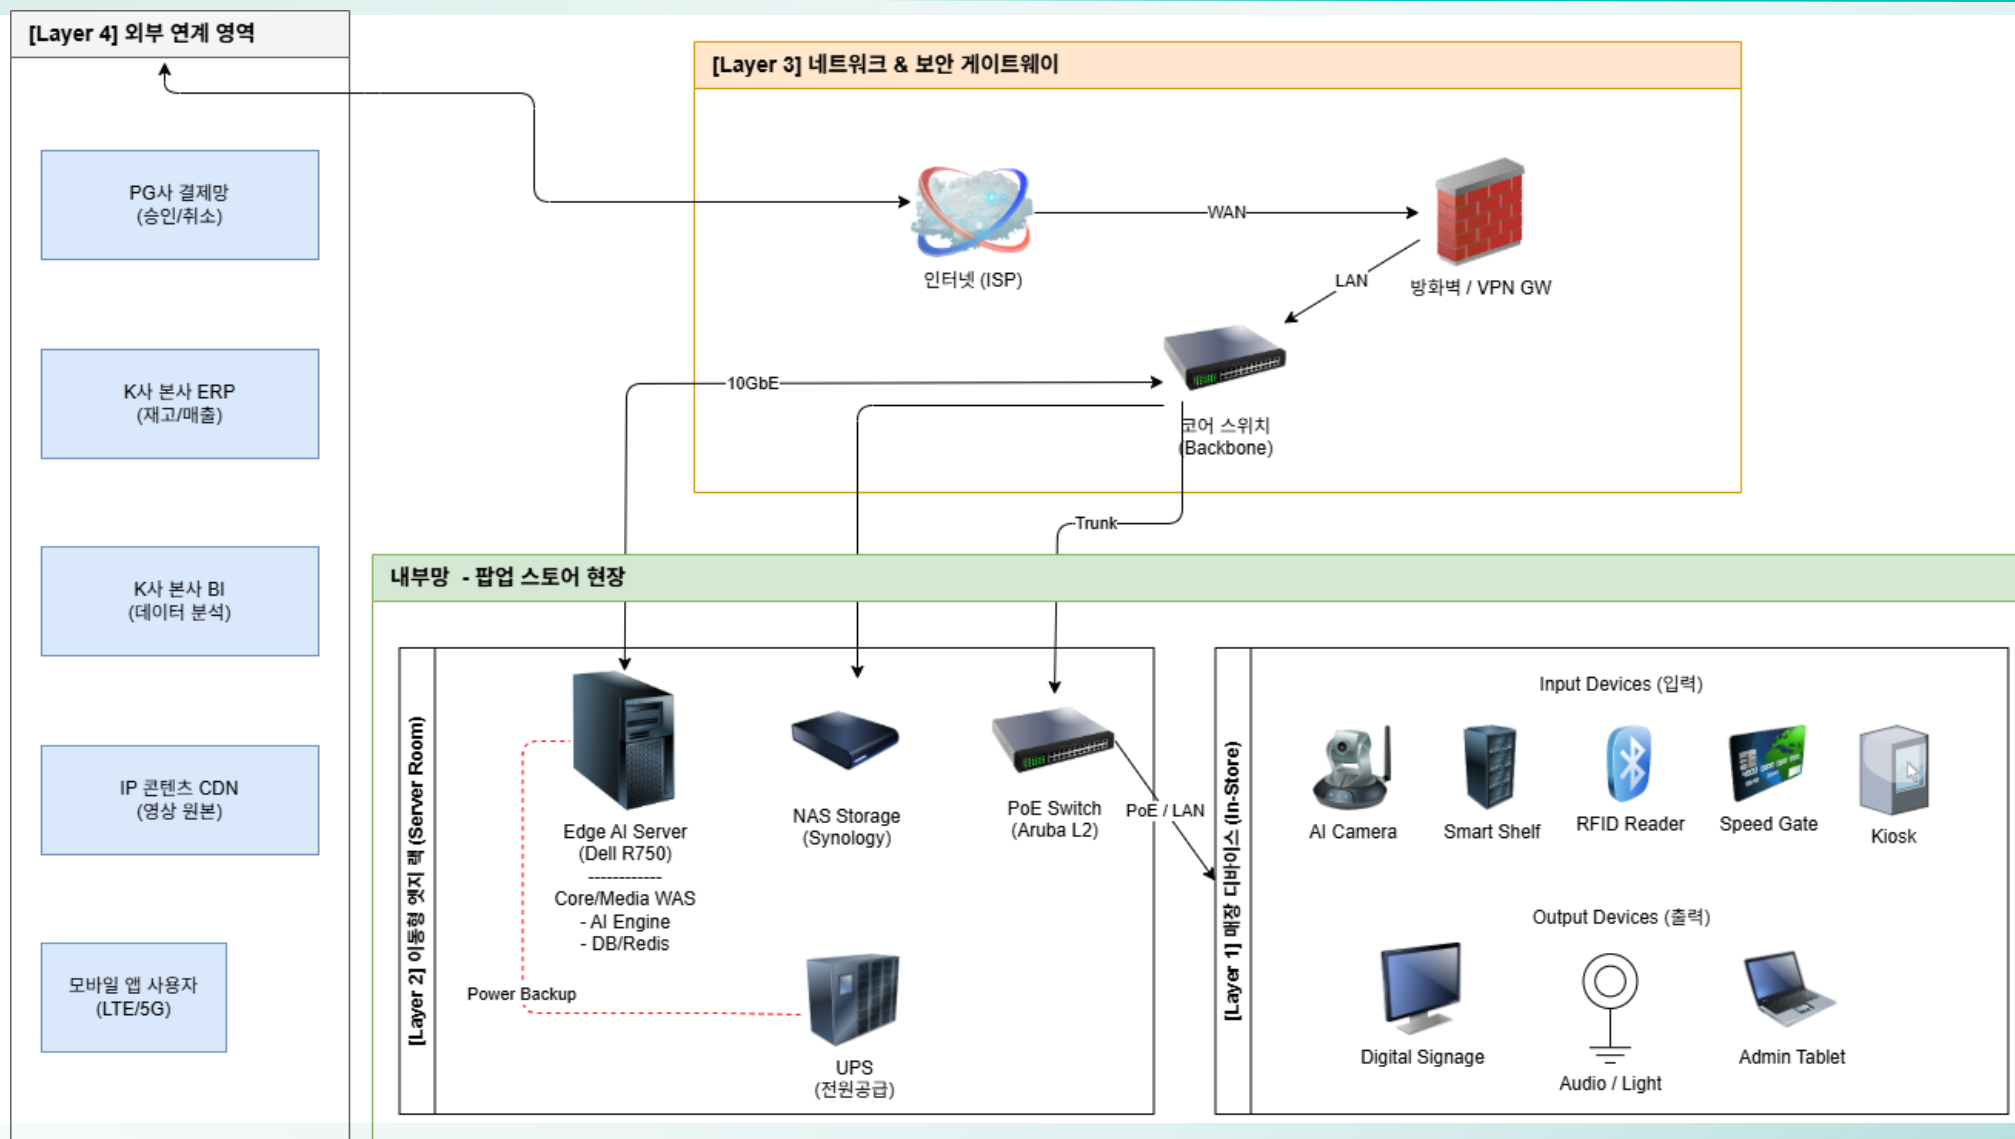 [Layer 4] 외부 연계 영역
PG사 결제망
(승인/취소)
K사 본사 ERP
(재고/매출)
K사 본사 BI
(데이터 분석)
IP 콘텐츠 CDN
(영상 원본)
모바일 앱 사용자
(LTE/5G)
[Layer 3] 네트워크 & 보안 게이트웨이
인터넷 (ISP)
WAN
방화벽 / VPN GW
LAN
10GbE
코어 스위치
(Backbone)
Trunk
내부망 - 팝업 스토어 현장
[Layer 2] 이동형 엣지 랙 (Server Room)
Edge AI Server
(Dell R750)
------------
Core/Media WAS
- AI Engine
- DB/Redis
NAS Storage
(Synology)
PoE Switch
(Aruba L2)
PoE / LAN
Power Backup
UPS
(전원공급)
[Layer 1] 매장 디바이스 (In-Store)
Input Devices (입력)
AI Camera
Smart Shelf
RFID Reader
Speed Gate
Kiosk
Output Devices (출력)
Digital Signage
Audio / Light
Admin Tablet